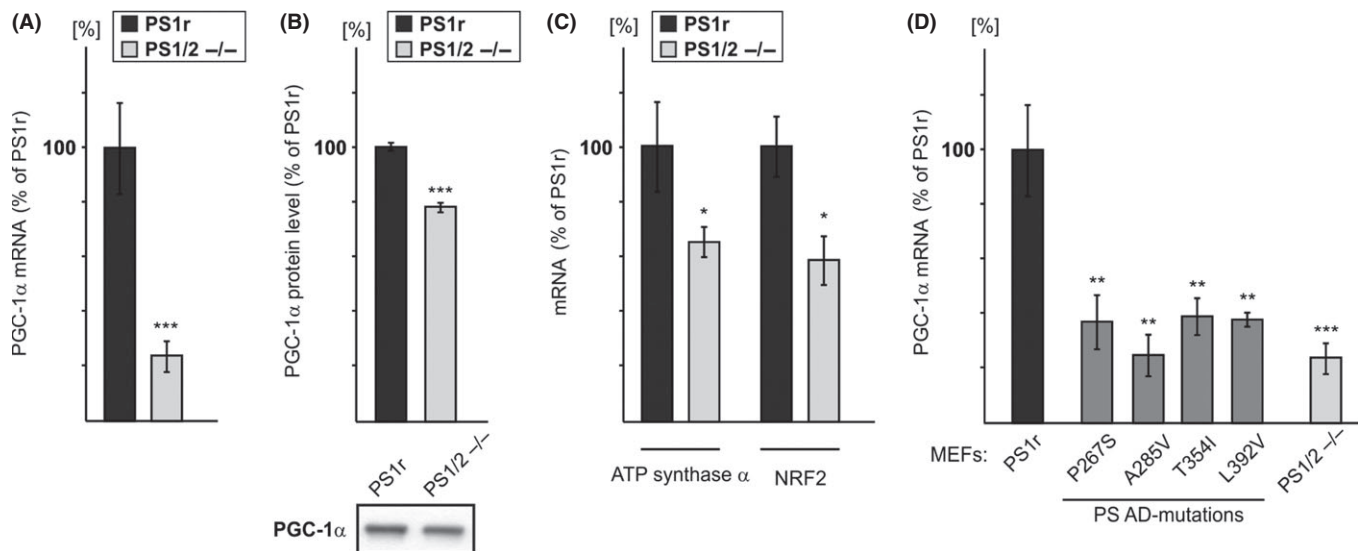 (A)
[%]
PS1r
PS1/2 –/–
PGC-1α mRNA (% of PS1r)
100
***
(B)
[%]
PS1r
PS1/2 –/–
PGC-1α protein level (% of PS1r)
100
***
PS1r
PS1/2 –/–
PGC-1α
(C)
[%]
PS1r
PS1/2 –/–
mRNA (% of PS1r)
100
*
*
ATP synthase α
NRF2
(D)
[%]
PGC-1α mRNA (% of PS1r)
100
**
**
**
**
***
MEFs:
PS1r
P267S
A285V
T354I
L392V
PS1/2 –/–
PS AD-mutations